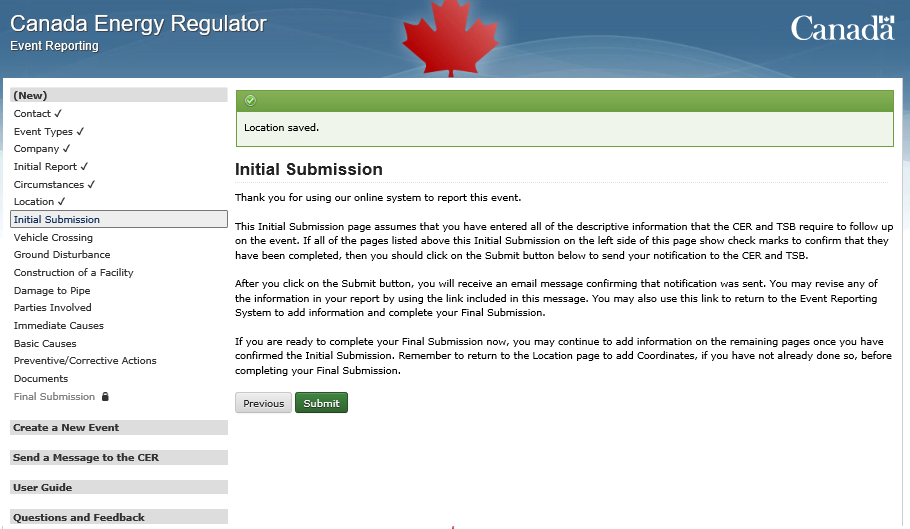 Canada Energy Regulator
Event Reporting
Canada
(New)
Contact ✓
Event Types ✓
Company ✓
Initial Report ✓
Circumstances ✓
Location ✓
Initial Submission
Vehicle Crossing
Ground Disturbance
Construction of a Facility
Damage to Pipe
Parties Involved
Immediate Causes
Basic Causes
Preventive/Corrective Actions
Documents
Final Submission
Create a New Event
Send a Message to the CER
User Guide
Questions and Feedback
Location saved.
Initial Submission
Thank you for using our online system to report this event.
This Initial Submission page assumes that you have entered all of the descriptive information that the CER and TSB require to follow up
on the event. If all of the pages listed above this Initial Submission on the left side of this page show check marks to confirm that they
have been completed, then you should click on the Submit button below to send your notification to the CER and TSB.
After you click on the Submit button, you will receive an email message confirming that notification was sent. You may revise any of
the information in your report by using the link included in this message. You may also use this link to return to the Event Reporting
System to add information and complete your Final Submission.
If you are ready to complete your Final Submission now, you may continue to add information on the remaining pages once you have
confirmed the Initial Submission. Remember to return to the Location page to add Coordinates, if you have not already done so, before
completing your Final Submission.
Previous
Submit